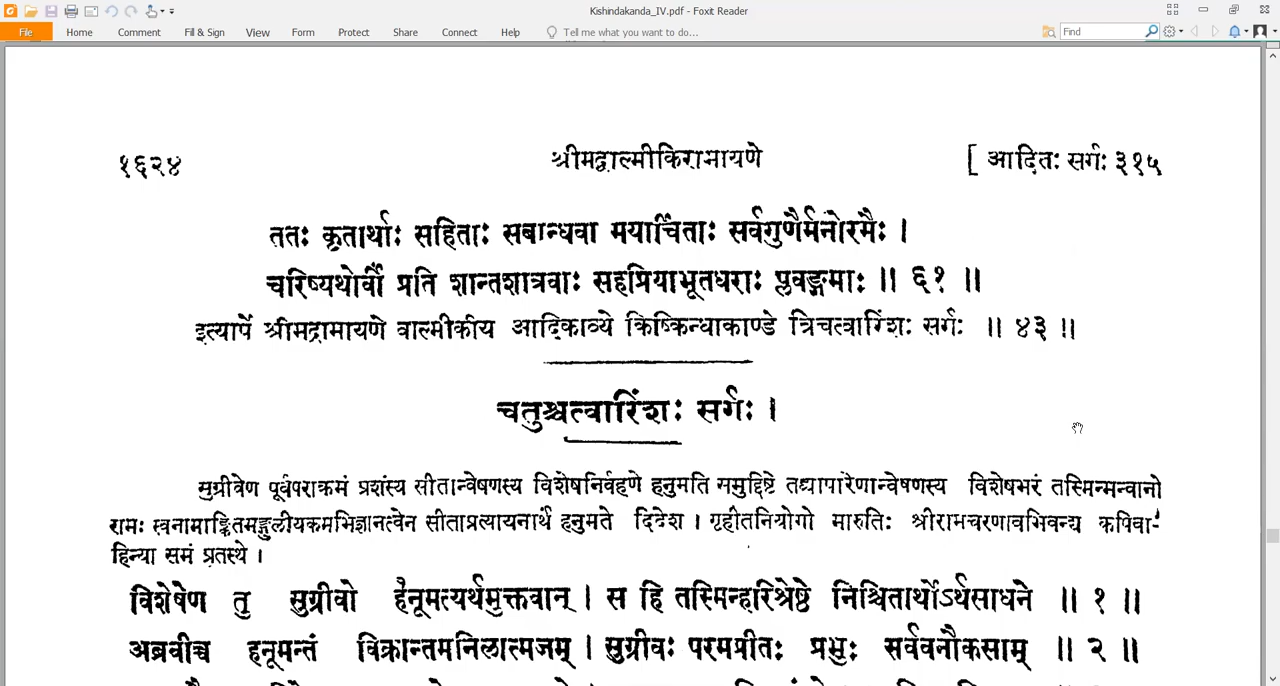 Kishindakanda_IV.pdf - Foxit Reader
File Home Comment Fill & Sign View Form Protect Share Connect Help Tell me what you want to do... Find
१६२४ श्रीमद्वाल्मीकिरामायणे [ आदितः सर्गः ३१५
ततः कृतार्थाः सहिताः सबान्धवा मयार्चिताः सर्वगुणैर्मनोरमैः ।
चरिष्यथोर्वीं प्रति शान्तशात्रवाः सहप्रियाभूतधराः प्लवङ्गमाः ॥ ६१ ॥
इत्यार्षे श्रीमद्रामायणे वाल्मीकीय आदिकाव्ये किष्किन्धाकाण्डे त्रिचत्वारिंशः सर्गः ॥ ४३ ॥
चतुश्चत्वारिंशः सर्गः ।
सुग्रीवेण पूर्वपराक्रमं प्रशंस्य सीतान्वेषणस्य विशेषनिर्वहणे हनुमति समुद्दिष्टे तद्यापारेणान्वेषणस्य विशेषभरं तस्मिन्मन्वानो
रामः स्वनामाङ्कितमङ्गुलीयकमभिज्ञानत्वेन सीताप्रत्यायनार्थं हनुमते दिदेश । गृहीतनियोगो मारुतिः श्रीरामचरणावभिवन्द्य कपिवा-
हिन्या समं प्रतस्थे ।
विशेषेण तु सुग्रीवो हनूमत्यर्थमुक्तवान् । स हि तस्मिन्हरिश्रेष्ठे निश्चितार्थोऽर्थसाधने ॥ १ ॥
अब्रवीच्च हनूमन्तं विक्रान्तमनिलात्मजम् । सुग्रीवः परमप्रीतः प्रभुः सर्ववनौकसाम् ॥ २ ॥